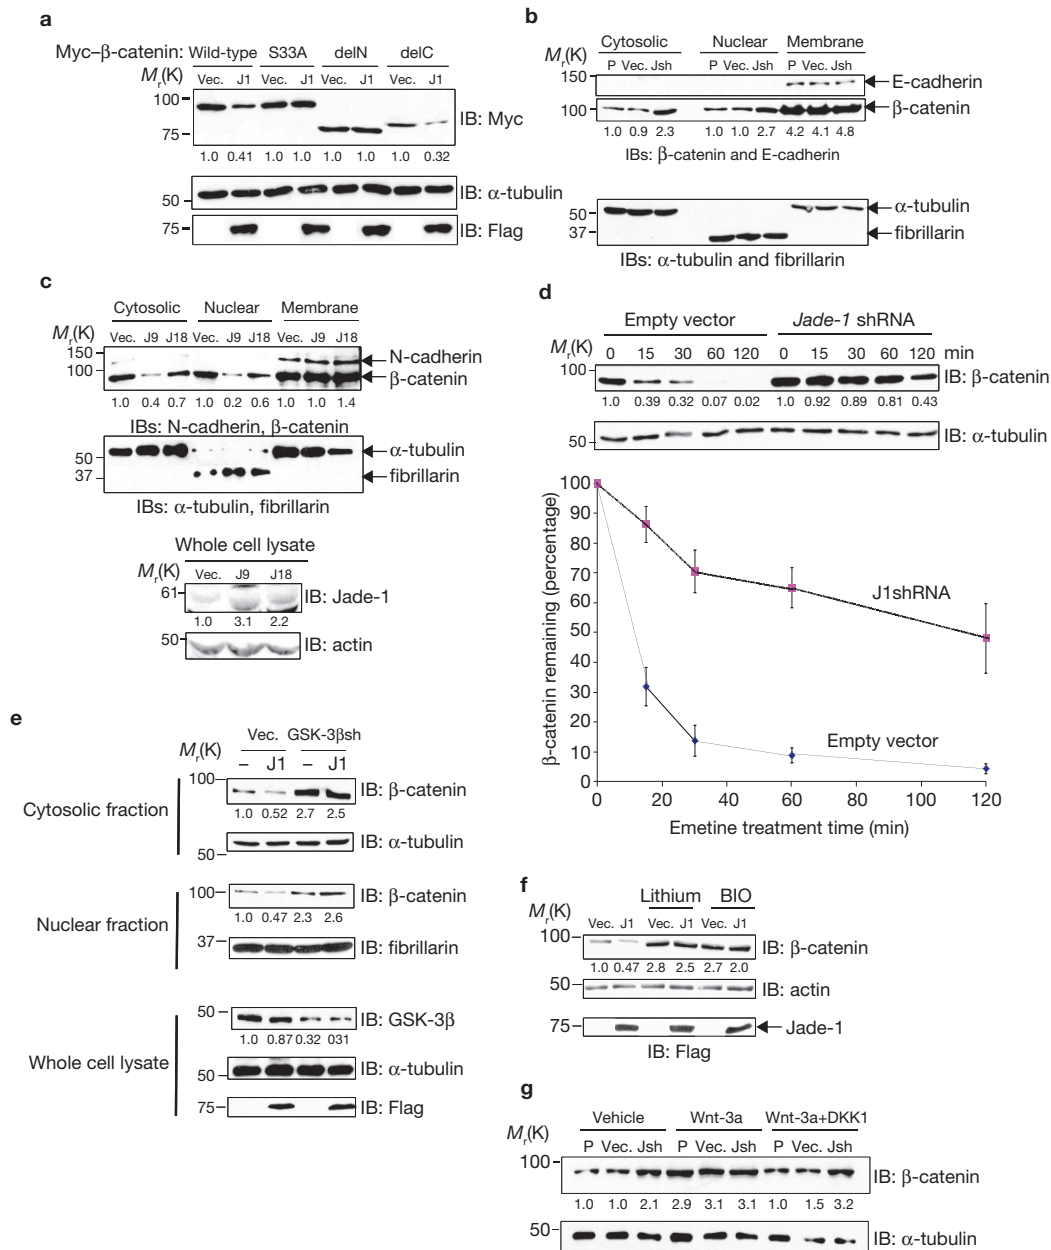 a
Myc–β-catenin: Wild-type S33A delN delC
Mr(K) Vec. J1 Vec. J1 Vec. J1 Vec. J1
100
75
IB: Myc
1.0 0.41 1.0 1.0 1.0 1.0 1.0 0.32
50
IB: α-tubulin
75
IB: Flag
b
Cytosolic Nuclear Membrane
Mr(K) P Vec. Jsh P Vec. Jsh P Vec. Jsh
150
E-cadherin
100
β-catenin
1.0 0.9 2.3 1.0 1.0 2.7 4.2 4.1 4.8
IBs: β-catenin and E-cadherin
50
α-tubulin
37
fibrillarin
IBs: α-tubulin and fibrillarin
c
Cytosolic Nuclear Membrane
Mr(K) Vec. J9 J18 Vec. J9 J18 Vec. J9 J18
150
N-cadherin
100
β-catenin
1.0 0.4 0.7 1.0 0.2 0.6 1.0 1.0 1.4
IBs: N-cadherin, β-catenin
50
α-tubulin
37
fibrillarin
IBs: α-tubulin, fibrillarin
Whole cell lysate
Mr(K) Vec. J9 J18
61
IB: Jade-1
1.0 3.1 2.2
50
IB: actin
d
Empty vector Jade-1 shRNA
Mr(K) 0 15 30 60 120 0 15 30 60 120 min
100
IB: β-catenin
1.0 0.39 0.32 0.07 0.02 1.0 0.92 0.89 0.81 0.43
50
IB: α-tubulin
100
90
80
70
60
50
40
30
20
10
0
β-catenin remaining (percentage)
J1shRNA
Empty vector
0 20 40 60 80 100 120
Emetine treatment time (min)
e
Vec. GSK-3βsh
Mr(K) – J1 – J1
Cytosolic fraction
100
IB: β-catenin
1.0 0.52 2.7 2.5
IB: α-tubulin
50
Nuclear fraction
100
IB: β-catenin
1.0 0.47 2.3 2.6
37
IB: fibrillarin
Whole cell lysate
50
IB: GSK-3β
1.0 0.87 0.32 031
50
IB: α-tubulin
75
IB: Flag
f
Lithium BIO
Mr(K) Vec. J1 Vec. J1 Vec. J1
100
IB: β-catenin
1.0 0.47 2.8 2.5 2.7 2.0
50
IB: actin
75
Jade-1
IB: Flag
g
Vehicle Wnt-3a Wnt-3a+DKK1
Mr(K) P Vec. Jsh P Vec. Jsh P Vec. Jsh
100
IB: β-catenin
1.0 1.0 2.1 2.9 3.1 3.1 1.0 1.5 3.2
50
IB: α-tubulin